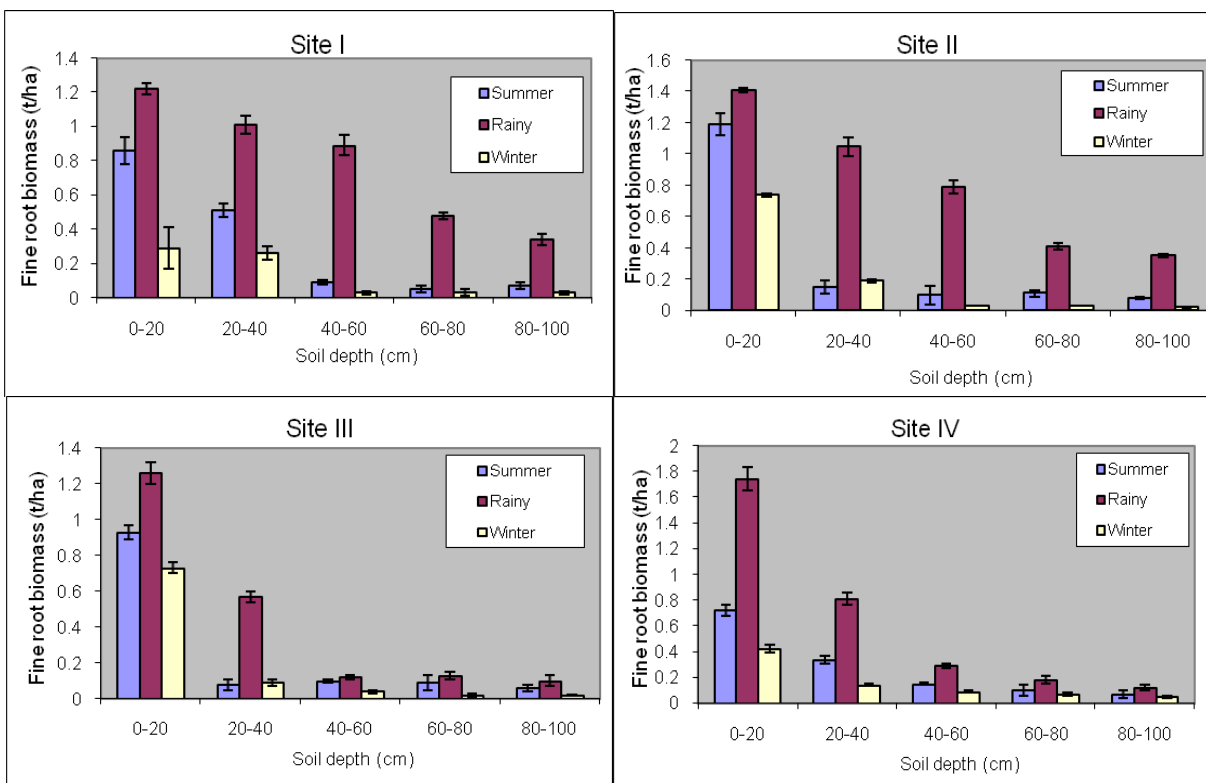 Site I
Fine root biomass (t/ha)
1.4
1.2
1
0.8
0.6
0.4
0.2
0
Summer
Rainy
Winter
0-20 20-40 40-60 60-80 80-100
Soil depth (cm)
Site II
Fine root biomass (t/ha)
1.6
1.4
1.2
1
0.8
0.6
0.4
0.2
0
Summer
Rainy
Winter
0-20 20-40 40-60 60-80 80-100
Soil depth (cm)
Site III
Fine root biomass (t/ha)
1.4
1.2
1
0.8
0.6
0.4
0.2
0
Summer
Rainy
Winter
0-20 20-40 40-60 60-80 80-100
Soil depth (cm)
Site IV
Fine root biomass (t/ha)
2
1.8
1.6
1.4
1.2
1
0.8
0.6
0.4
0.2
0
Summer
Rainy
Winter
0-20 20-40 40-60 60-80 80-100
Soil depth (cm)